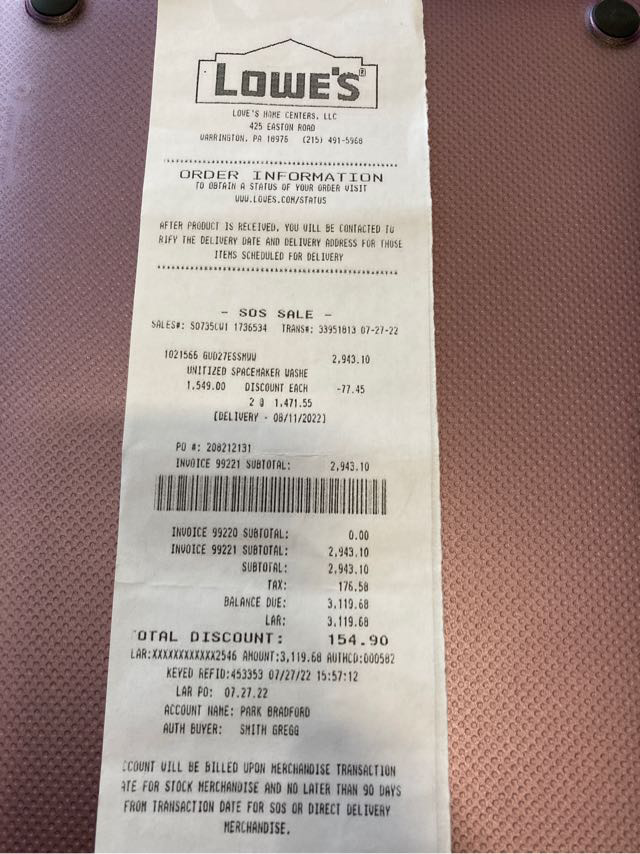 LOWE'S®
LOWE'S HOME CENTERS, LLC
425 EASTON ROAD
WARRINGTON, PA 18976 (215) 491-5968
ORDER INFORMATION
TO OBTAIN A STATUS OF YOUR ORDER VISIT
WWW.LOWES.COM/STATUS
AFTER PRODUCT IS RECEIVED, YOU WILL BE CONTACTED TO
RIFY THE DELIVERY DATE AND DELIVERY ADDRESS FOR THOSE
ITEMS SCHEDULED FOR DELIVERY
- SOS SALE -
SALES#: S0735CW1 1736534 TRANS#: 33951813 07-27-22
1021566 GUD27ESSMWW 2,943.10
UNITIZED SPACEMAKER WASHE
1,549.00 DISCOUNT EACH -77.45
2 @ 1,471.55
[DELIVERY - 08/11/2022]
PO #: 208212131
INVOICE 99221 SUBTOTAL: 2,943.10
INVOICE 99220 SUBTOTAL: 0.00
INVOICE 99221 SUBTOTAL: 2,943.10
SUBTOTAL: 2,943.10
TAX: 176.58
BALANCE DUE: 3,119.68
LAR: 3,119.68
OTAL DISCOUNT: 154.90
LAR:XXXXXXXXXXXX2546 AMOUNT:3,119.68 AUTHCD:000582
KEYED REFID:453353 07/27/22 15:57:12
LAR PO: 07.27.22
ACCOUNT NAME: PARK BRADFORD
AUTH BUYER: SMITH GREGG
CCOUNT WILL BE BILLED UPON MERCHANDISE TRANSACTION
ATE FOR STOCK MERCHANDISE AND NO LATER THAN 90 DAYS
FROM TRANSACTION DATE FOR SOS OR DIRECT DELIVERY
MERCHANDISE.